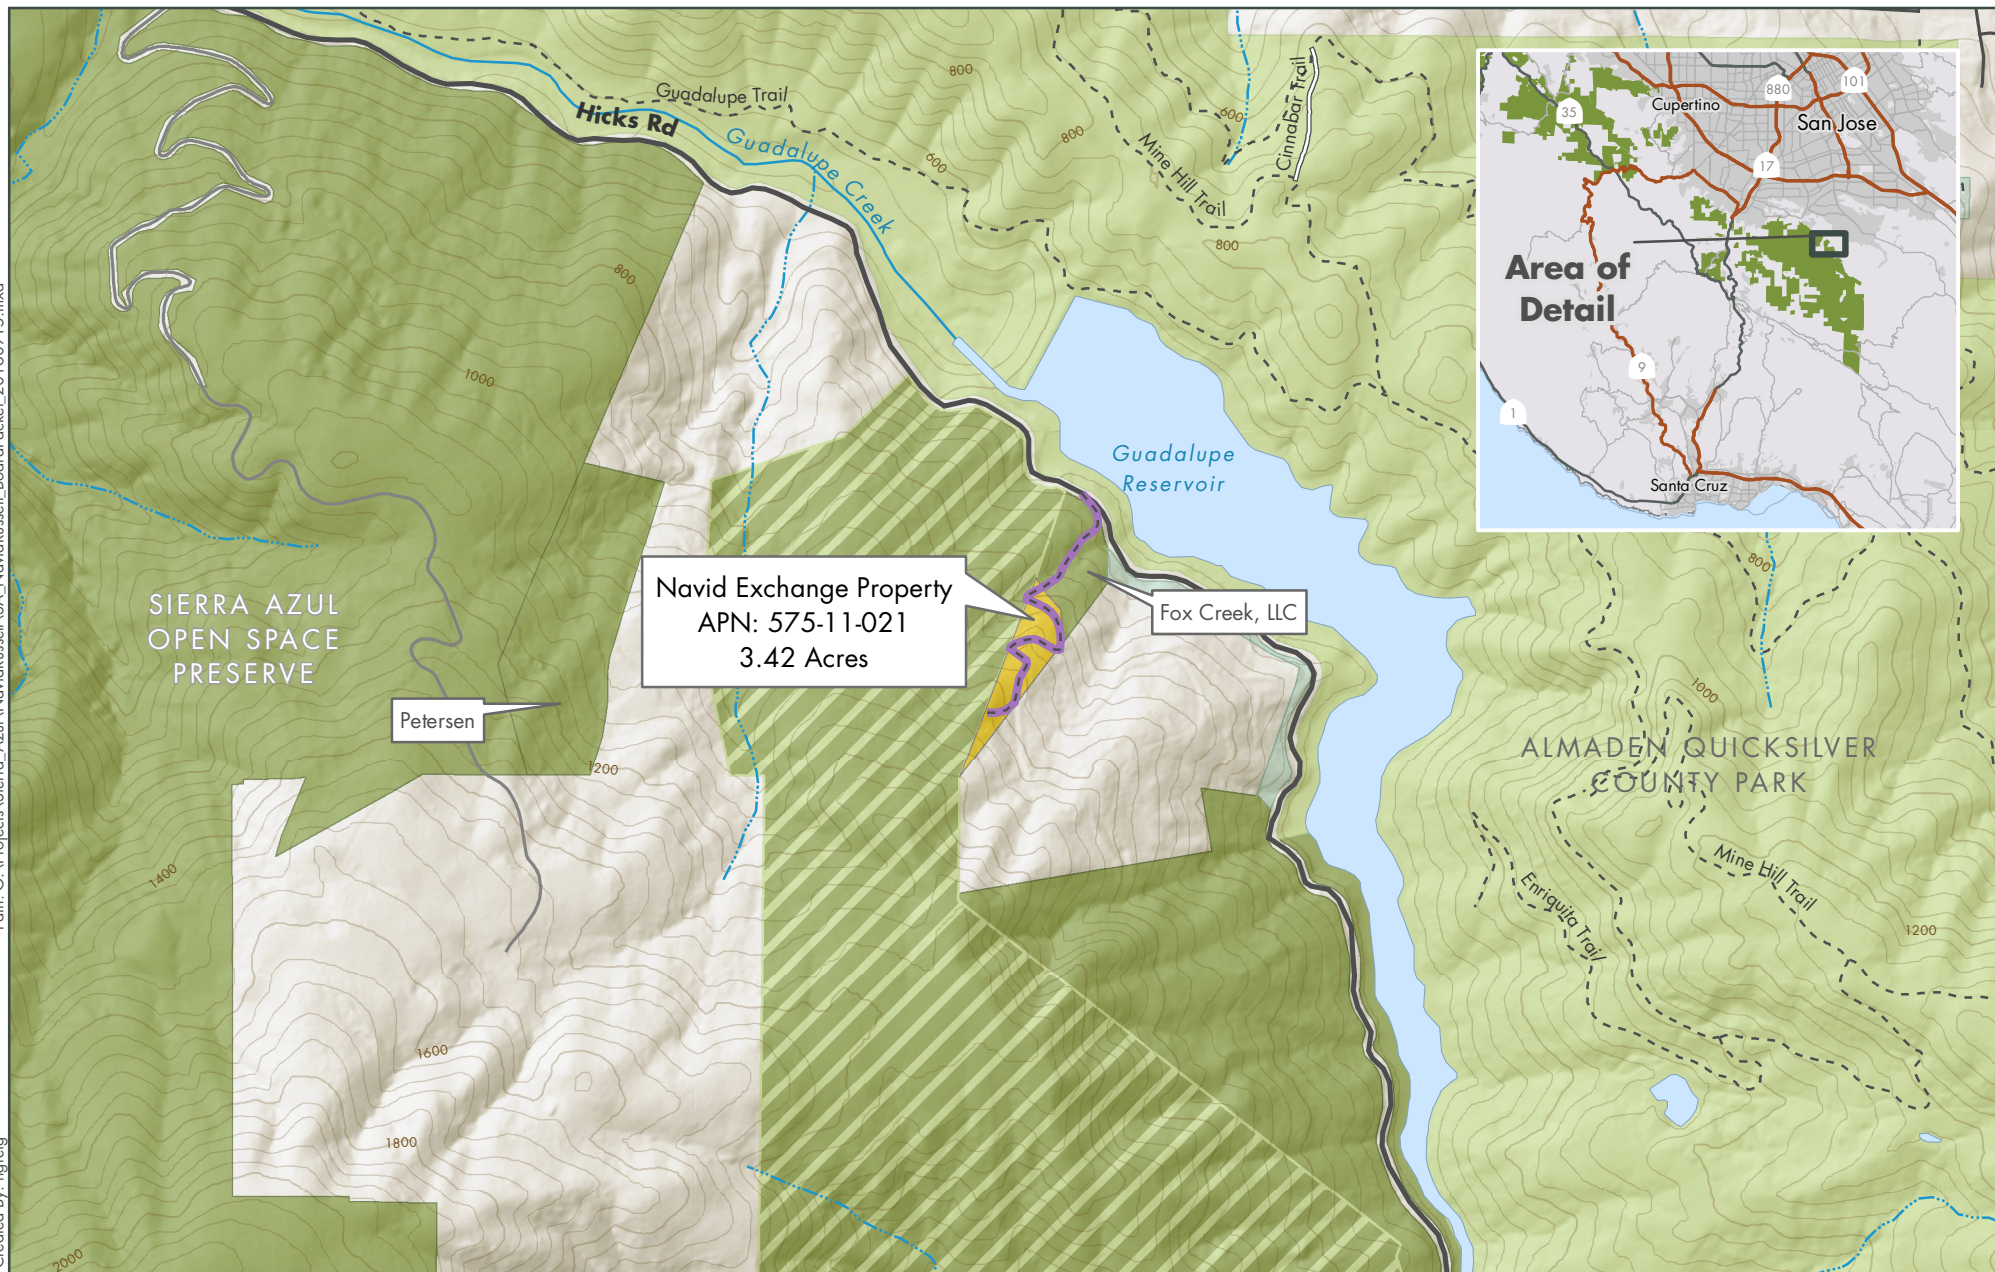 800
Guadalupe Trail
Hicks Rd
Guadalupe Creek
600
800
600
Mine Hill Trail
Cinnabar Trail
800
800
1000
Guadalupe
Reservoir
35
Cupertino
880
101
San Jose
17
Area of
Detail
9
1
Santa Cruz
SIERRA AZUL
OPEN SPACE
PRESERVE
Navid Exchange Property
APN: 575-11-021
3.42 Acres
Fox Creek, LLC
Petersen
800
1000
ALMADEN QUICKSILVER
COUNTY PARK
1200
1400
Mine Hill Trail
Enriquita Trail
1200
1600
1800
2000